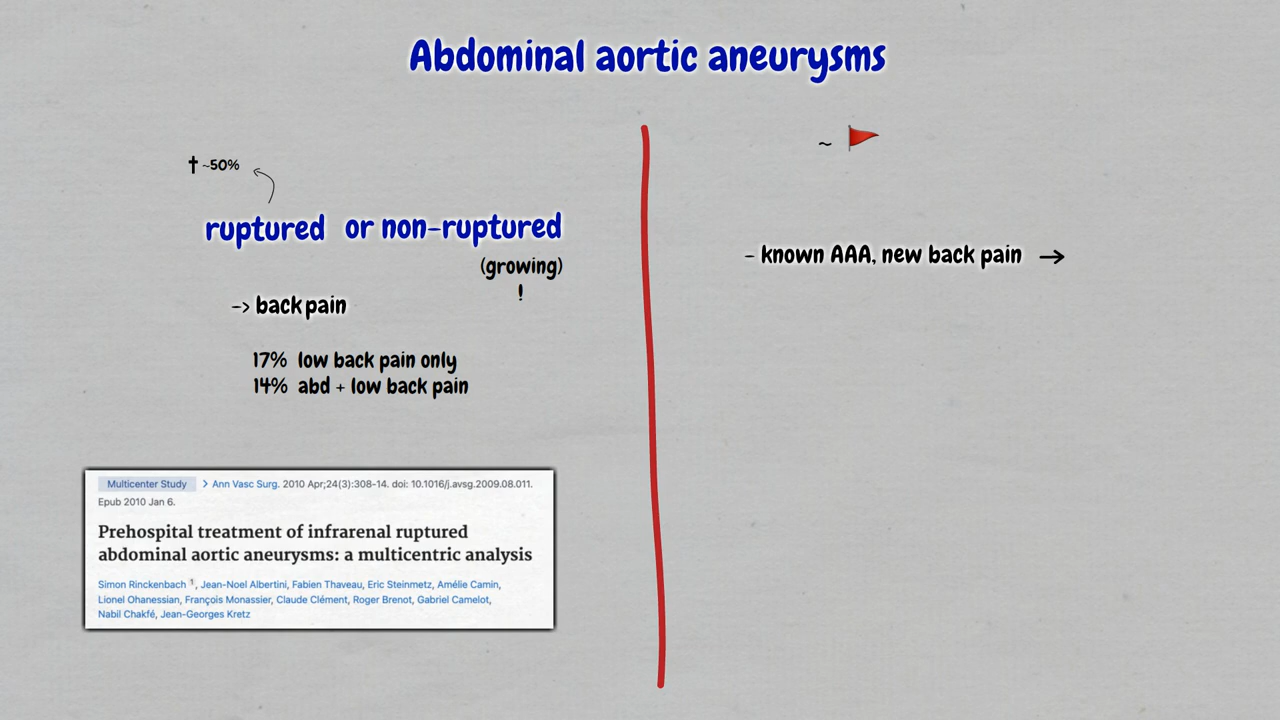 Abdominal aortic aneurysms
† ~50%
ruptured or non-ruptured
(growing)
!
-> back pain
17% low back pain only
14% abd + low back pain
Multicenter Study > Ann Vasc Surg. 2010 Apr;24(3):308-14. doi: 10.1016/j.avsg.2009.08.011.
Epub 2010 Jan 6.
Prehospital treatment of infrarenal ruptured
abdominal aortic aneurysms: a multicentric analysis
Simon Rinckenbach 1, Jean-Noel Albertini, Fabien Thaveau, Eric Steinmetz, Amélie Camin,
Lionel Ohanessian, François Monassier, Claude Clément, Roger Brenot, Gabriel Camelot,
Nabil Chakfé, Jean-Georges Kretz
~ 🚩
- known AAA, new back pain →